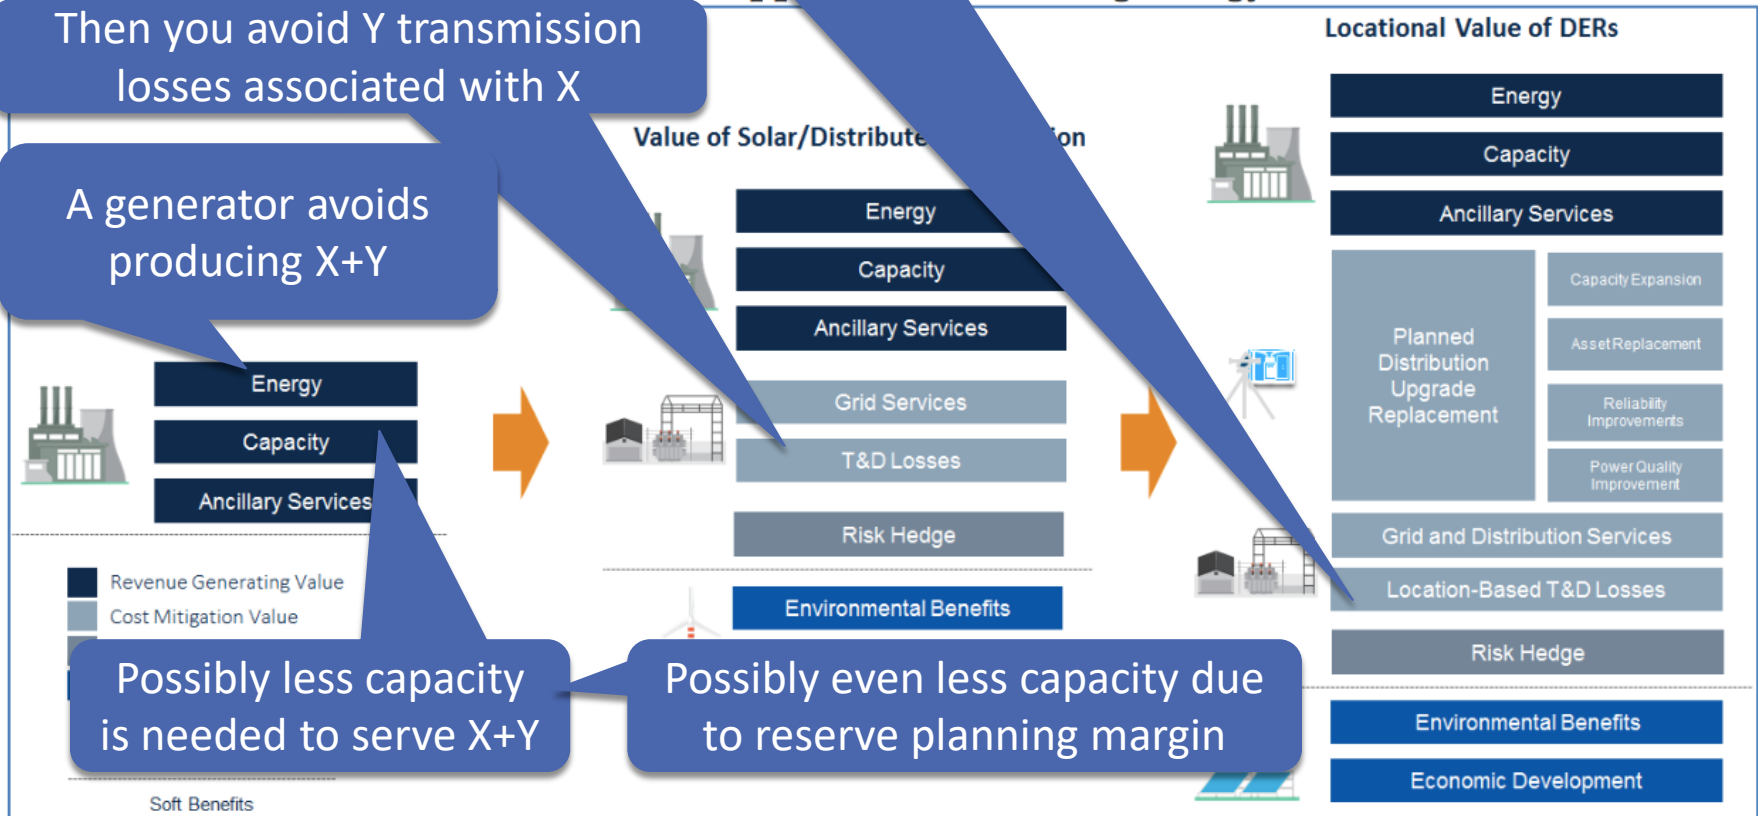 Then you avoid Y transmission
losses associated with X
A generator avoids
producing X+Y
Energy
Capacity
Ancillary Services
Revenue Generating Value
Cost Mitigation Value
Soft Benefits
Possibly less capacity
is needed to serve X+Y
Possibly even less capacity due
to reserve planning margin
Value of Solar/Distribute
on
Energy
Capacity
Ancillary Services
Grid Services
T&D Losses
Risk Hedge
Environmental Benefits
Locational Value of DERs
Energy
Capacity
Ancillary Services
Planned
Distribution
Upgrade
Replacement
Capacity Expansion
Asset Replacement
Reliability
Improvements
Power Quality
Improvement
Grid and Distribution Services
Location-Based T&D Losses
Risk Hedge
Environmental Benefits
Economic Development